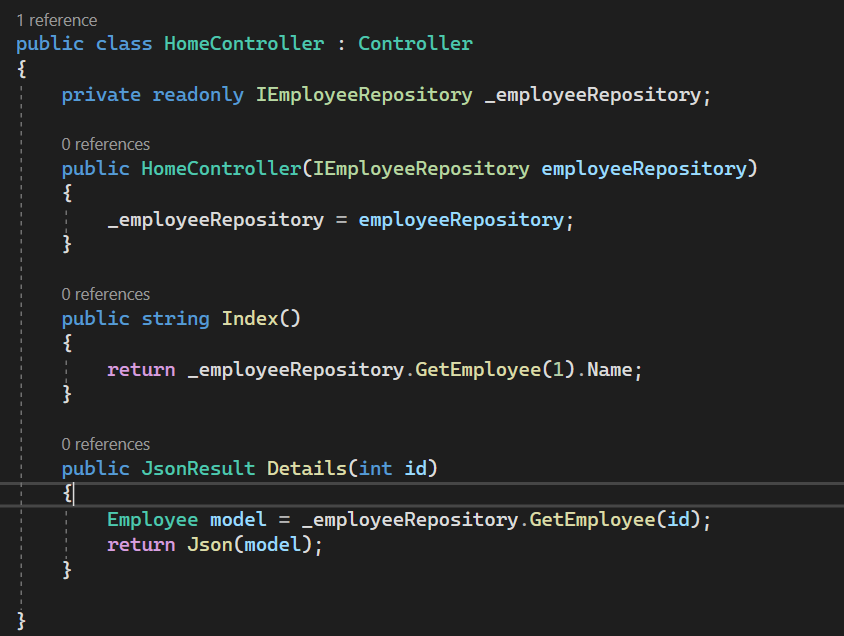 1 reference
public class HomeController : Controller
{
private readonly IEmployeeRepository _employeeRepository;
0 references
public HomeController(IEmployeeRepository employeeRepository)
{
_employeeRepository = employeeRepository;
}
0 references
public string Index()
{
return _employeeRepository.GetEmployee(1).Name;
}
0 references
public JsonResult Details(int id)
{
Employee model = _employeeRepository.GetEmployee(id);
return Json(model);
}
}